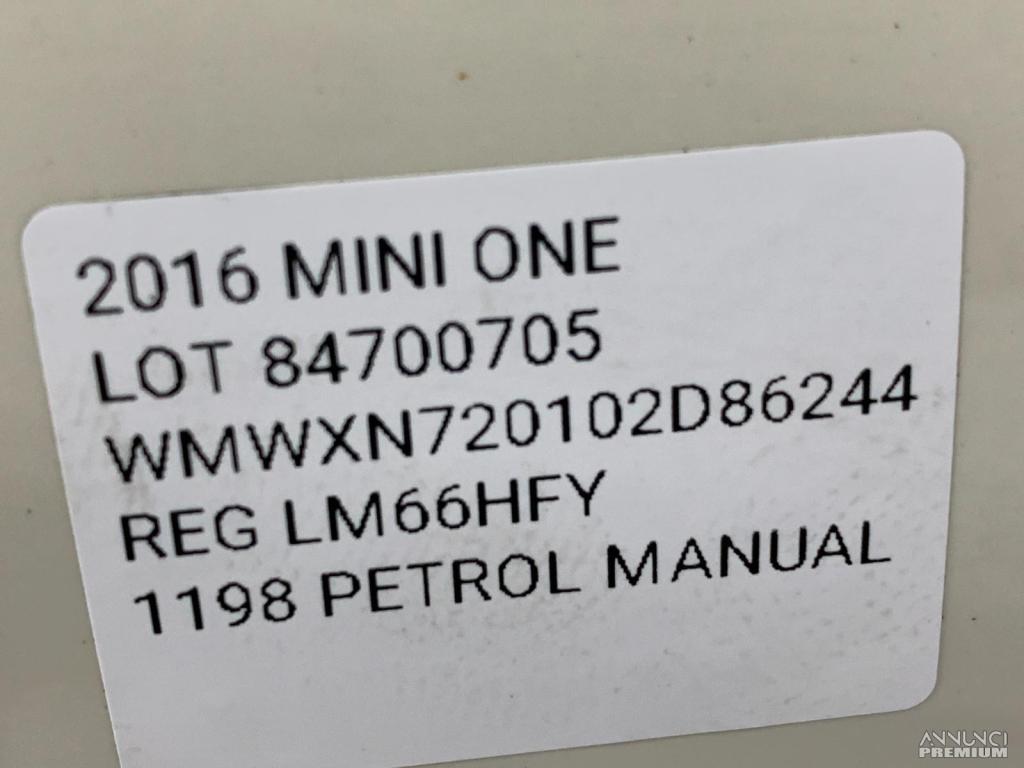 2016 MINI ONE
LOT 84700705
WMWXN720102D86244
REG LM66HFY
1198 PETROL MANUAL
ANNUNCI
PREMIUM